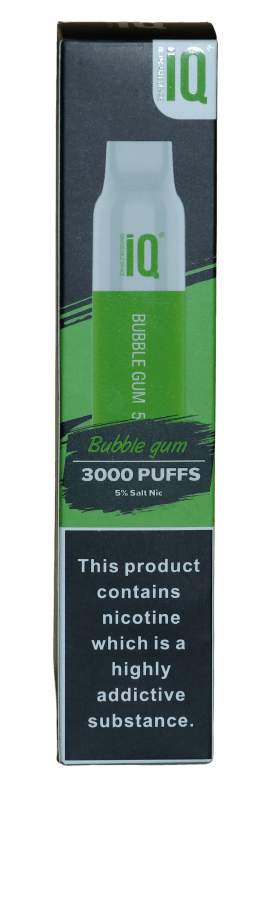 IQ
IQ
BUBBLE GUM 5
Bubble gum
3000 PUFFS
5% Salt Nic
This product
contains
nicotine
which is a
highly
addictive
substance.